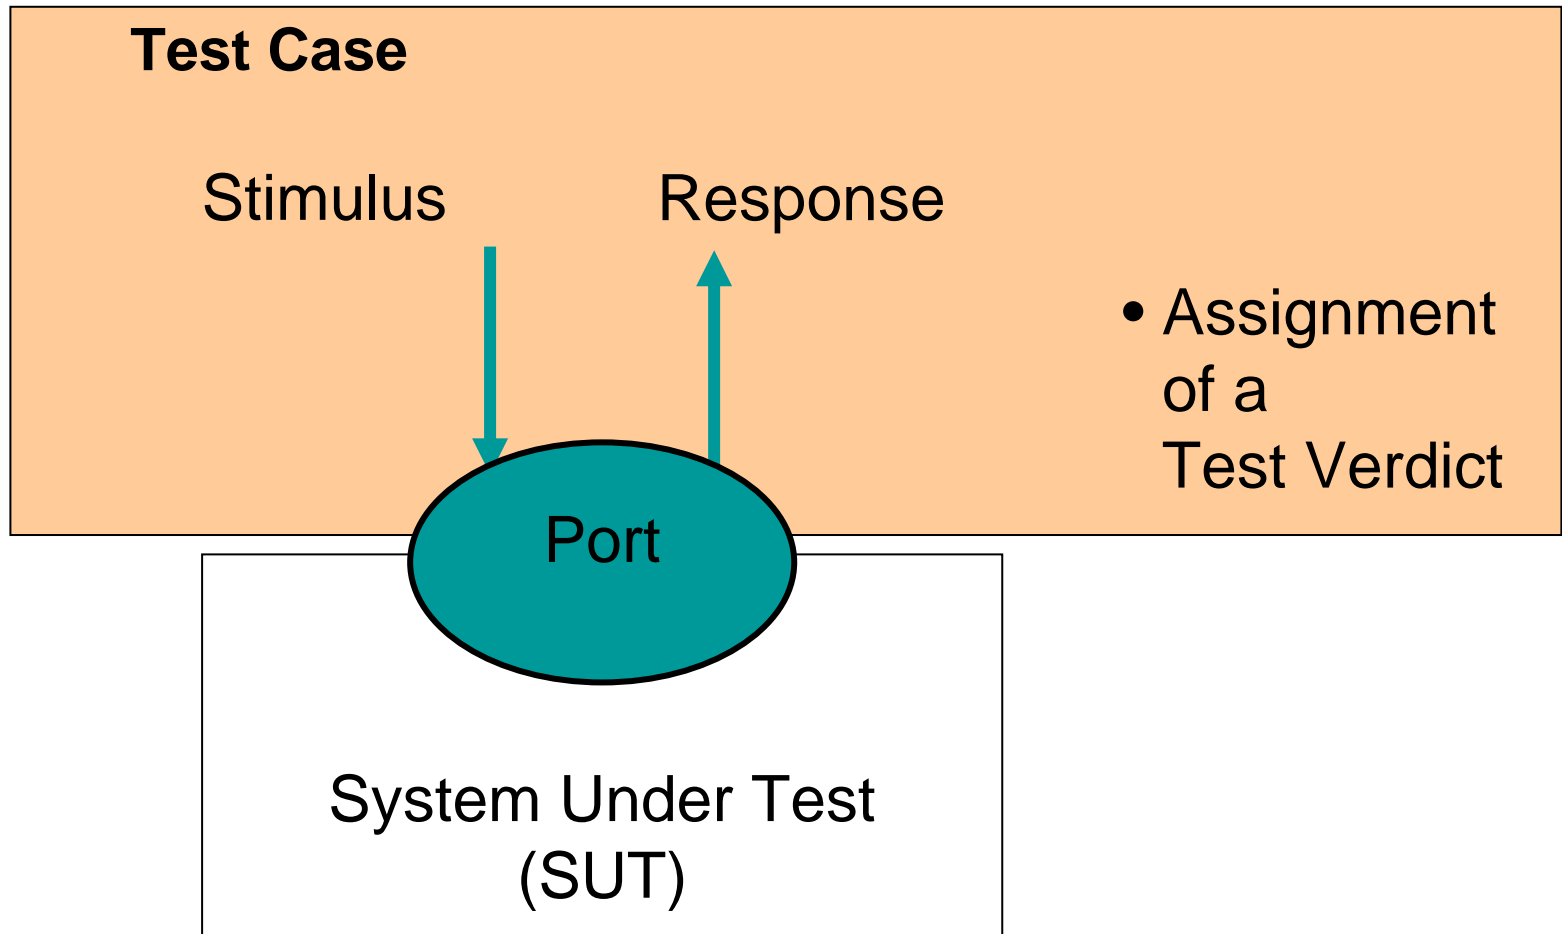 Test Case
Stimulus
Response
• Assignment
of a
Test Verdict
Port
System Under Test
(SUT)